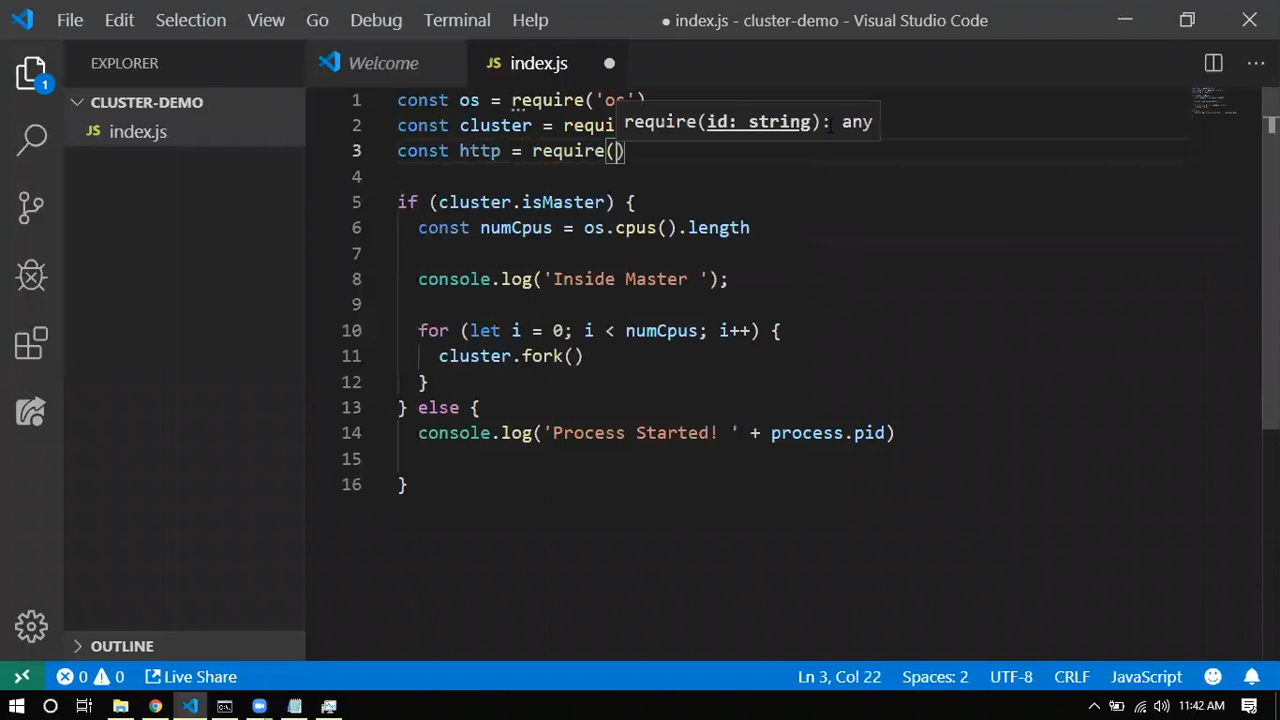 File Edit Selection View Go Debug Terminal Help ● index.js - cluster-demo - Visual Studio Code
EXPLORER
Welcome
JS index.js
1
CLUSTER-DEMO
index.js
1 const os = require('os')
2 const cluster = requi
require(id: string): any
3 const http = require()
4
5 if (cluster.isMaster) {
6 const numCpus = os.cpus().length
7
8 console.log('Inside Master ');
9
10 for (let i = 0; i < numCpus; i++) {
11 cluster.fork()
12 }
13 } else {
14 console.log('Process Started! ' + process.pid)
15
16 }
OUTLINE
0 0 Live Share Ln 3, Col 22 Spaces: 2 UTF-8 CRLF JavaScript
11:42 AM